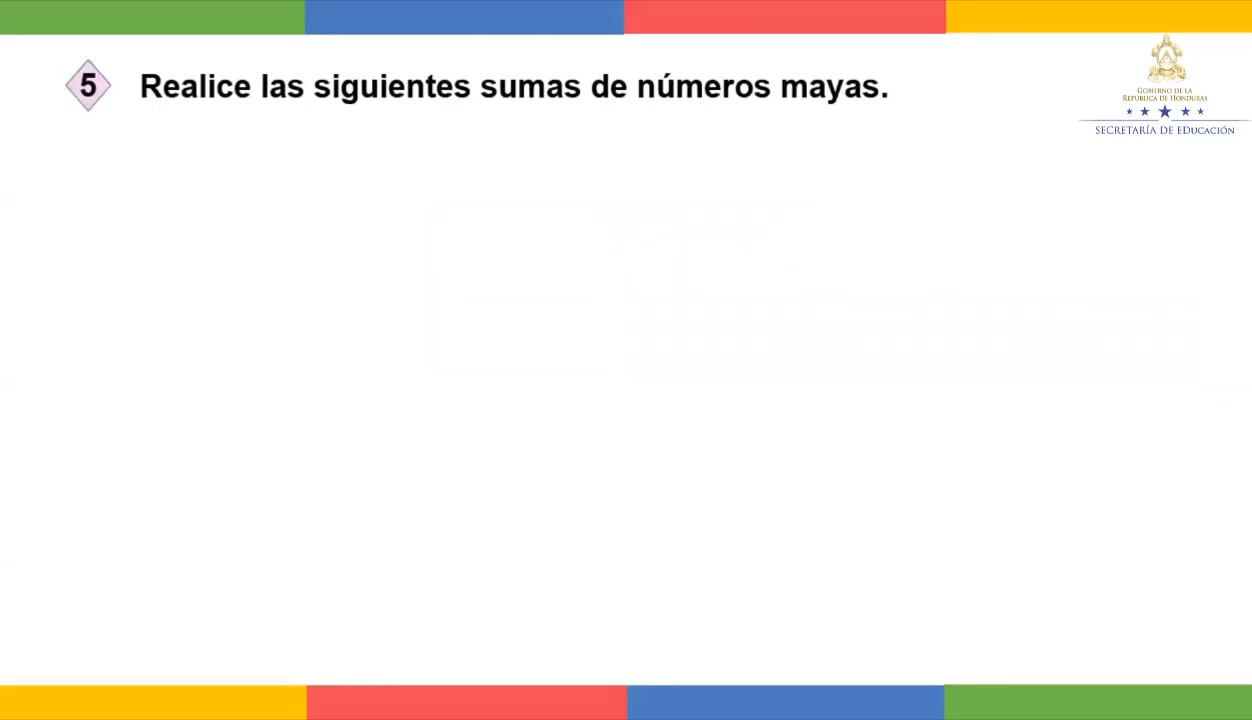 5 Realice las siguientes sumas de números mayas.
GOBIERNO DE LA
REPÚBLICA DE HONDURAS
SECRETARÍA DE EDUCACIÓN